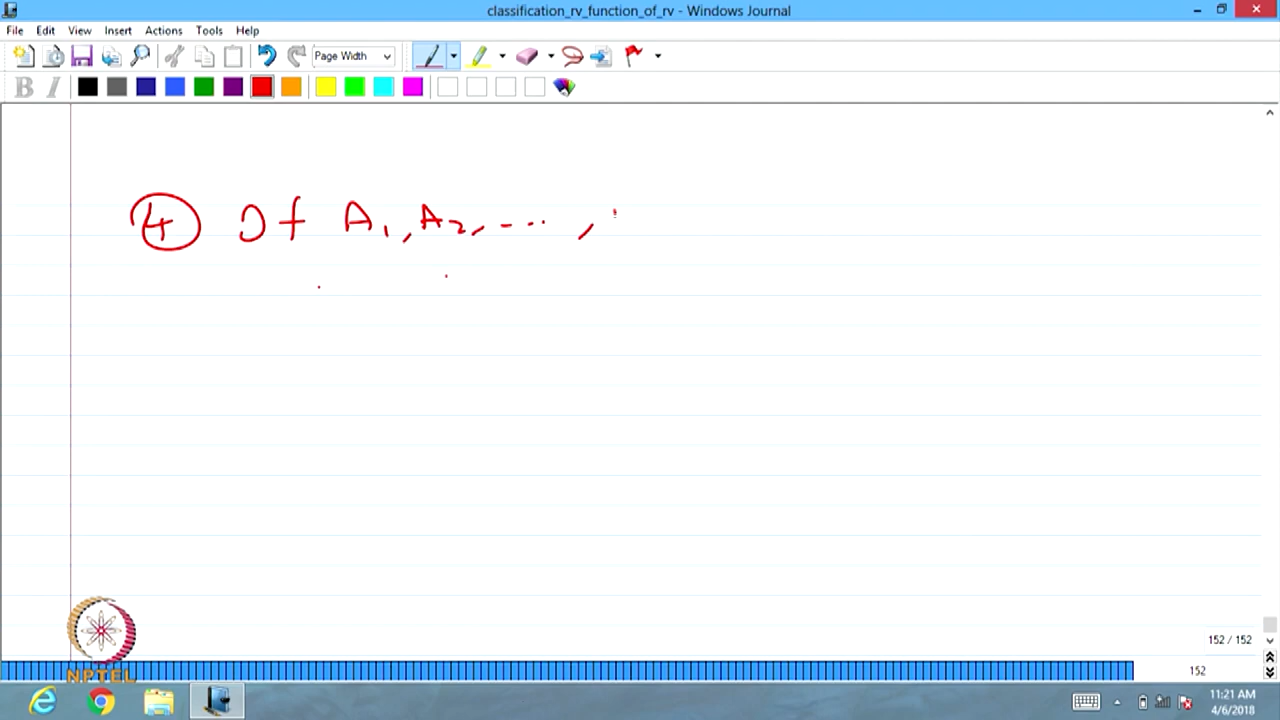 classification_rv_function_of_rv - Windows Journal
File Edit View Insert Actions Tools Help
Page Width
B I
④ If A₁, A₂, ... ,
152 / 152
NPTEL
152
11:21 AM
4/6/2018